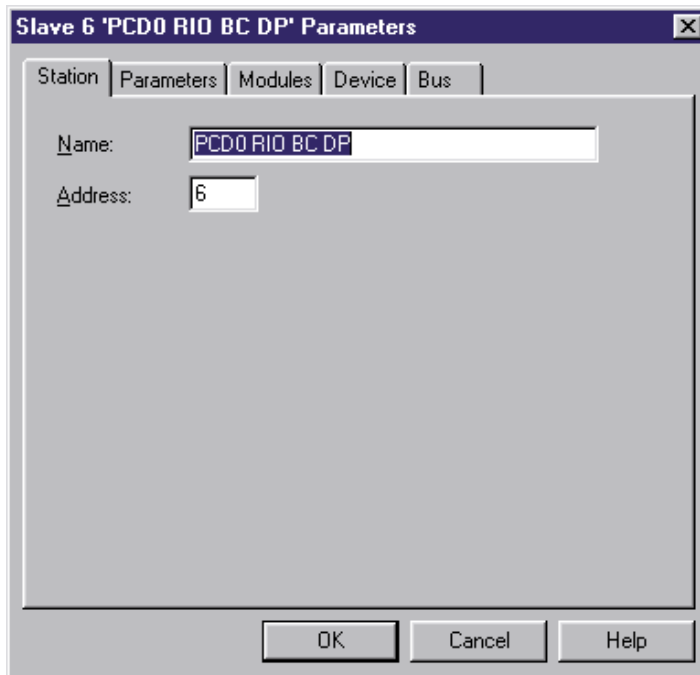 Slave 6 'PCD0 RIO BC DP' Parameters
Station Parameters Modules Device Bus
Name: PCD0 RIO BC DP
Address: 6
OK Cancel Help